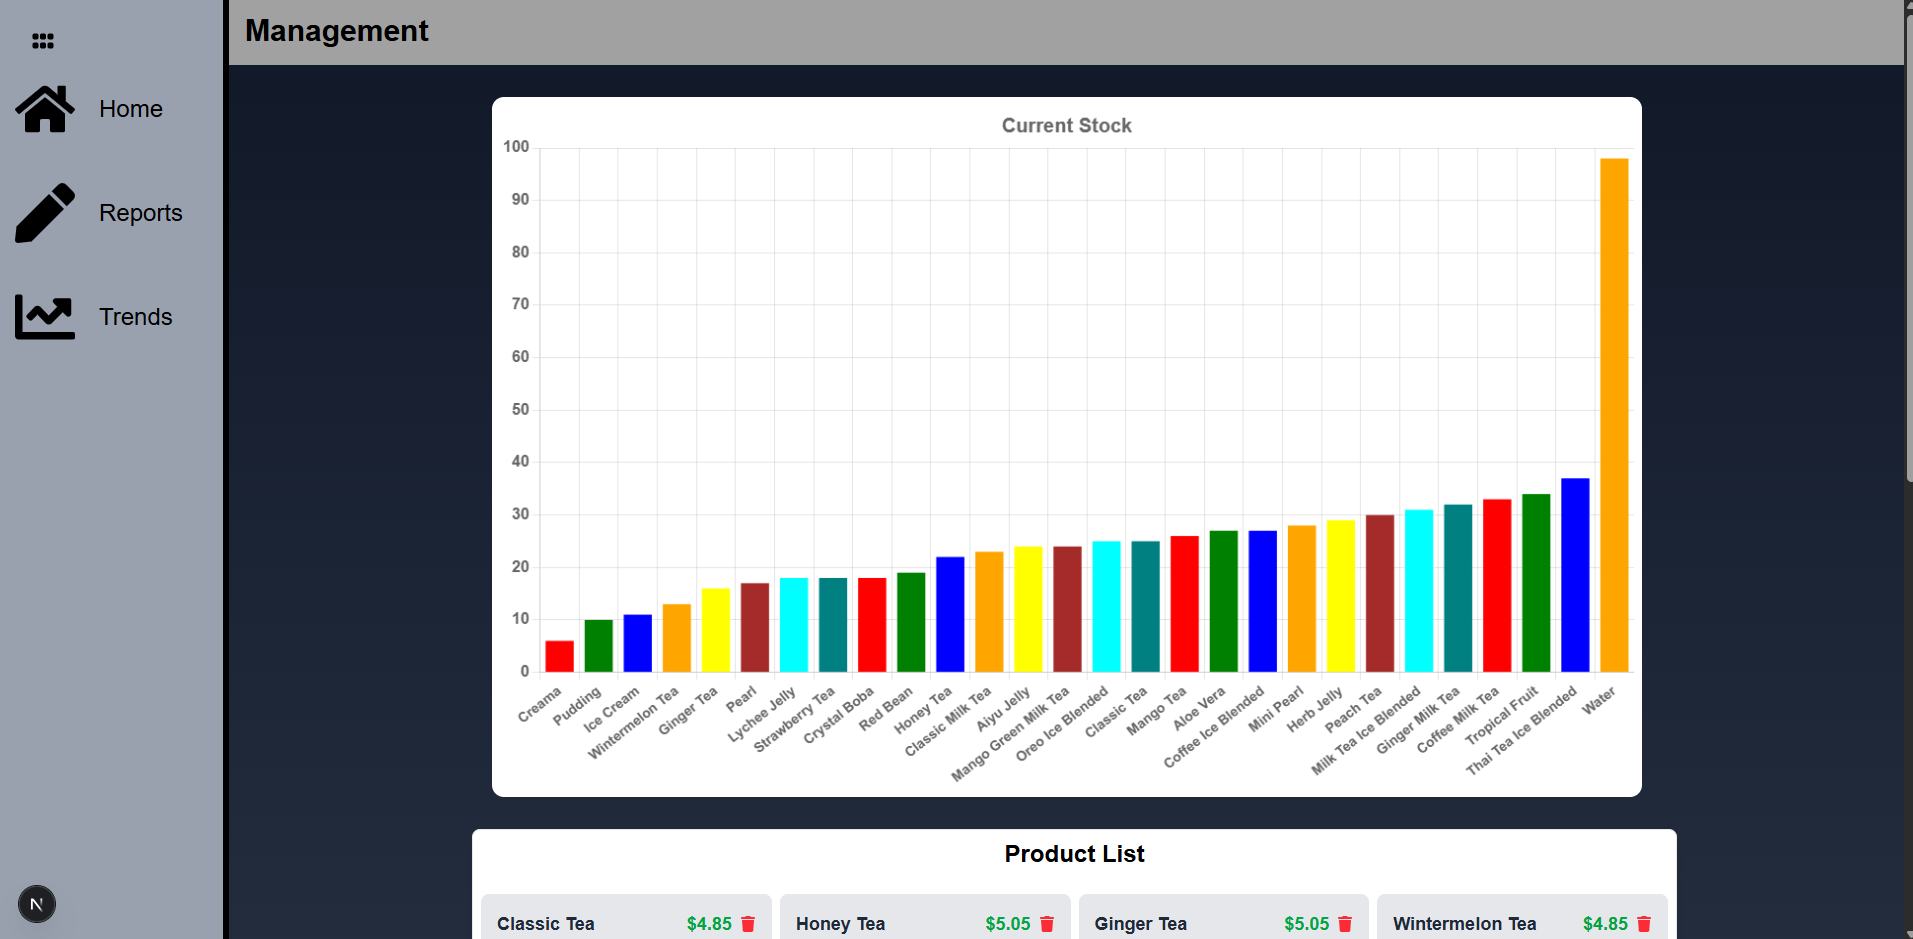 Management
Home
Reports
Trends
Current Stock
100
90
80
70
60
50
40
30
20
10
0
Creama
Pudding
Ice Cream
Wintermelon Tea
Ginger Tea
Pearl
Lychee Jelly
Strawberry Tea
Crystal Boba
Red Bean
Honey Tea
Classic Milk Tea
Aiyu Jelly
Mango Green Milk Tea
Oreo Ice Blended
Classic Tea
Mango Tea
Aloe Vera
Coffee Ice Blended
Mini Pearl
Herb Jelly
Peach Tea
Milk Tea Ice Blended
Ginger Milk Tea
Coffee Milk Tea
Tropical Fruit
Thai Tea Ice Blended
Water
Product List
Classic Tea $4.85
Honey Tea $5.05
Ginger Tea $5.05
Wintermelon Tea $4.85
N